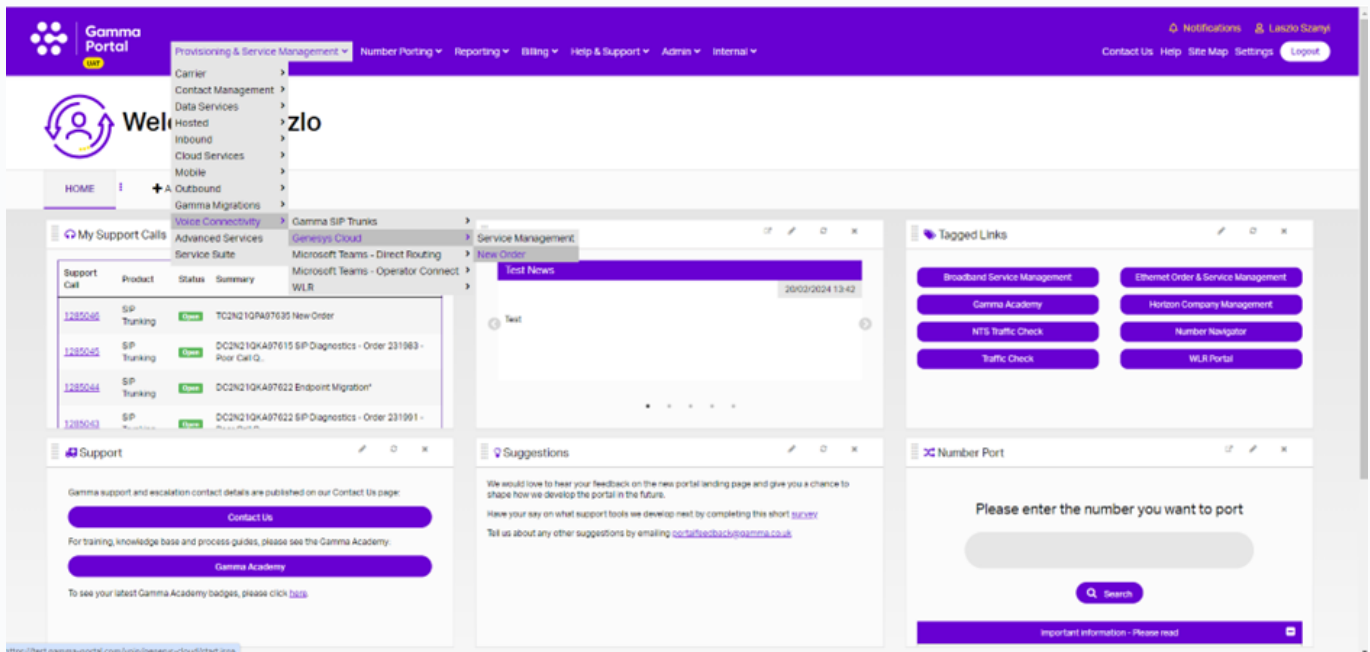 Gamma
Portal
UAT
Notifications
Laszlo Szanyi
Provisioning & Service Management
Number Porting
Reporting
Billing
Help & Support
Admin
Internal
Contact Us
Help
Site Map
Settings
Logout
Carrier
Contact Management
Data Services
Hosted
Inbound
Cloud Services
Mobile
Outbound
Gamma Migrations
Voice Connectivity
Advanced Services
Service Suite
Gamma SIP Trunks
Genesys Cloud
Microsoft Teams - Direct Routing
Microsoft Teams - Operator Connect
WLR
Service Management
New Order
Wel
zlo
HOME
A
My Support Calls
Support Call
Product
Status
Summary
1285046
SIP Trunking
Open
TC2N21QPA97635 New Order
1285045
SIP Trunking
Open
DC2N21QKA97615 SIP Diagnostics - Order 231983 -
Poor Call Q..
1285044
SIP Trunking
Open
DC2N21QKA97622 Endpoint Migration*
1285043
SIP
Open
DC2N21QKA97622 SIP Diagnostics - Order 231991 -
Test News
20/02/2024 13:42
Test
Tagged Links
Broadband Service Management
Ethernet Order & Service Management
Gamma Academy
Horizon Company Management
NTS Traffic Check
Number Navigator
Traffic Check
WLR Portal
Support
Gamma support and escalation contact details are published on our Contact Us page:
Contact Us
For training, knowledge base and process guides, please see the Gamma Academy.
Gamma Academy
To see your latest Gamma Academy badges, please click here.
Suggestions
We would love to hear your feedback on the new portal landing page and give you a chance to
shape how we develop the portal in the future.
Have your say on what support tools we develop next by completing this short survey
Tell us about any other suggestions by emailing portalfeedback@gamma.co.uk
Number Port
Please enter the number you want to port
Search
Important information - Please read